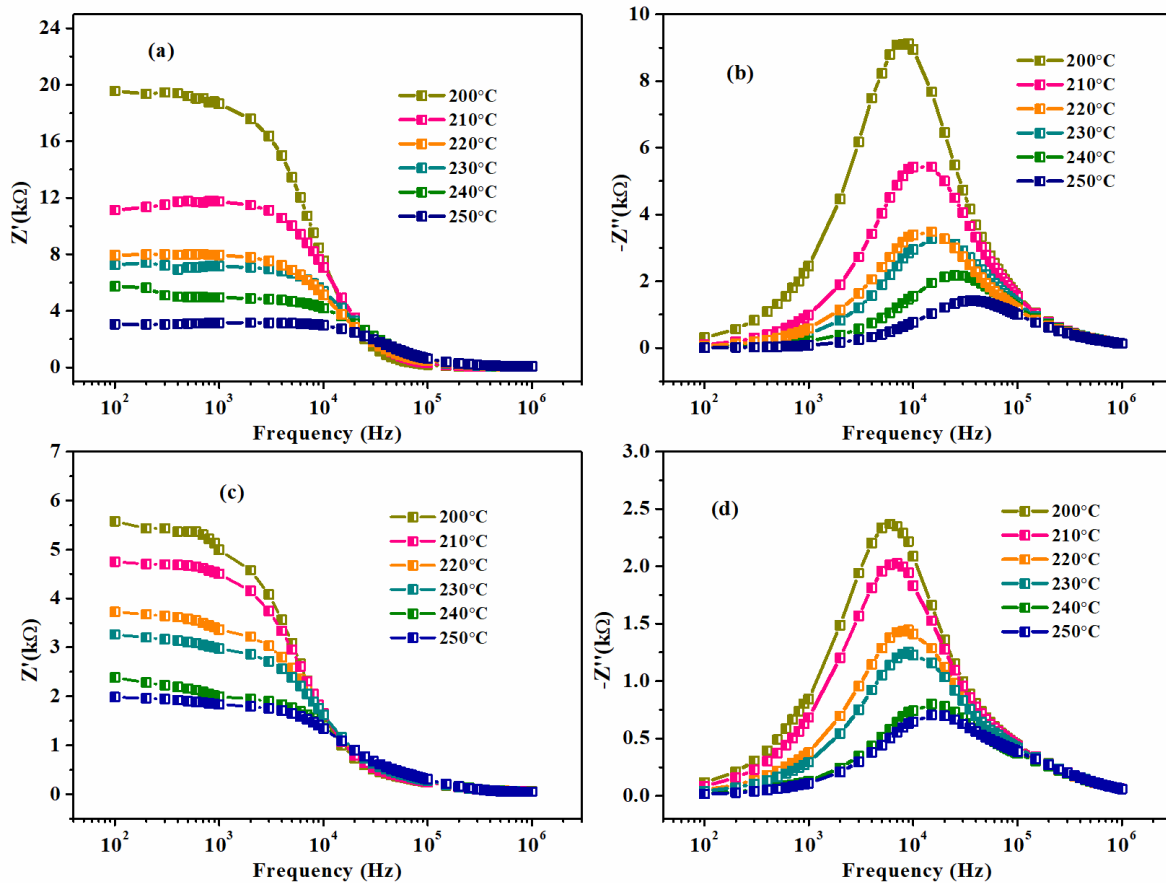 24
20
16
12
8
4
0
Z'(kΩ)
(a)
200°C
210°C
220°C
230°C
240°C
250°C
10² 10³ 10⁴ 10⁵ 10⁶
Frequency (Hz)
10
8
6
4
2
0
-Z''(kΩ)
(b)
200°C
210°C
220°C
230°C
240°C
250°C
10² 10³ 10⁴ 10⁵ 10⁶
Frequency (Hz)
7
6
5
4
3
2
1
0
Z'(kΩ)
(c)
200°C
210°C
220°C
230°C
240°C
250°C
10² 10³ 10⁴ 10⁵ 10⁶
Frequency (Hz)
3.0
2.5
2.0
1.5
1.0
0.5
0.0
-Z''(kΩ)
(d)
200°C
210°C
220°C
230°C
240°C
250°C
10² 10³ 10⁴ 10⁵ 10⁶
Frequency (Hz)